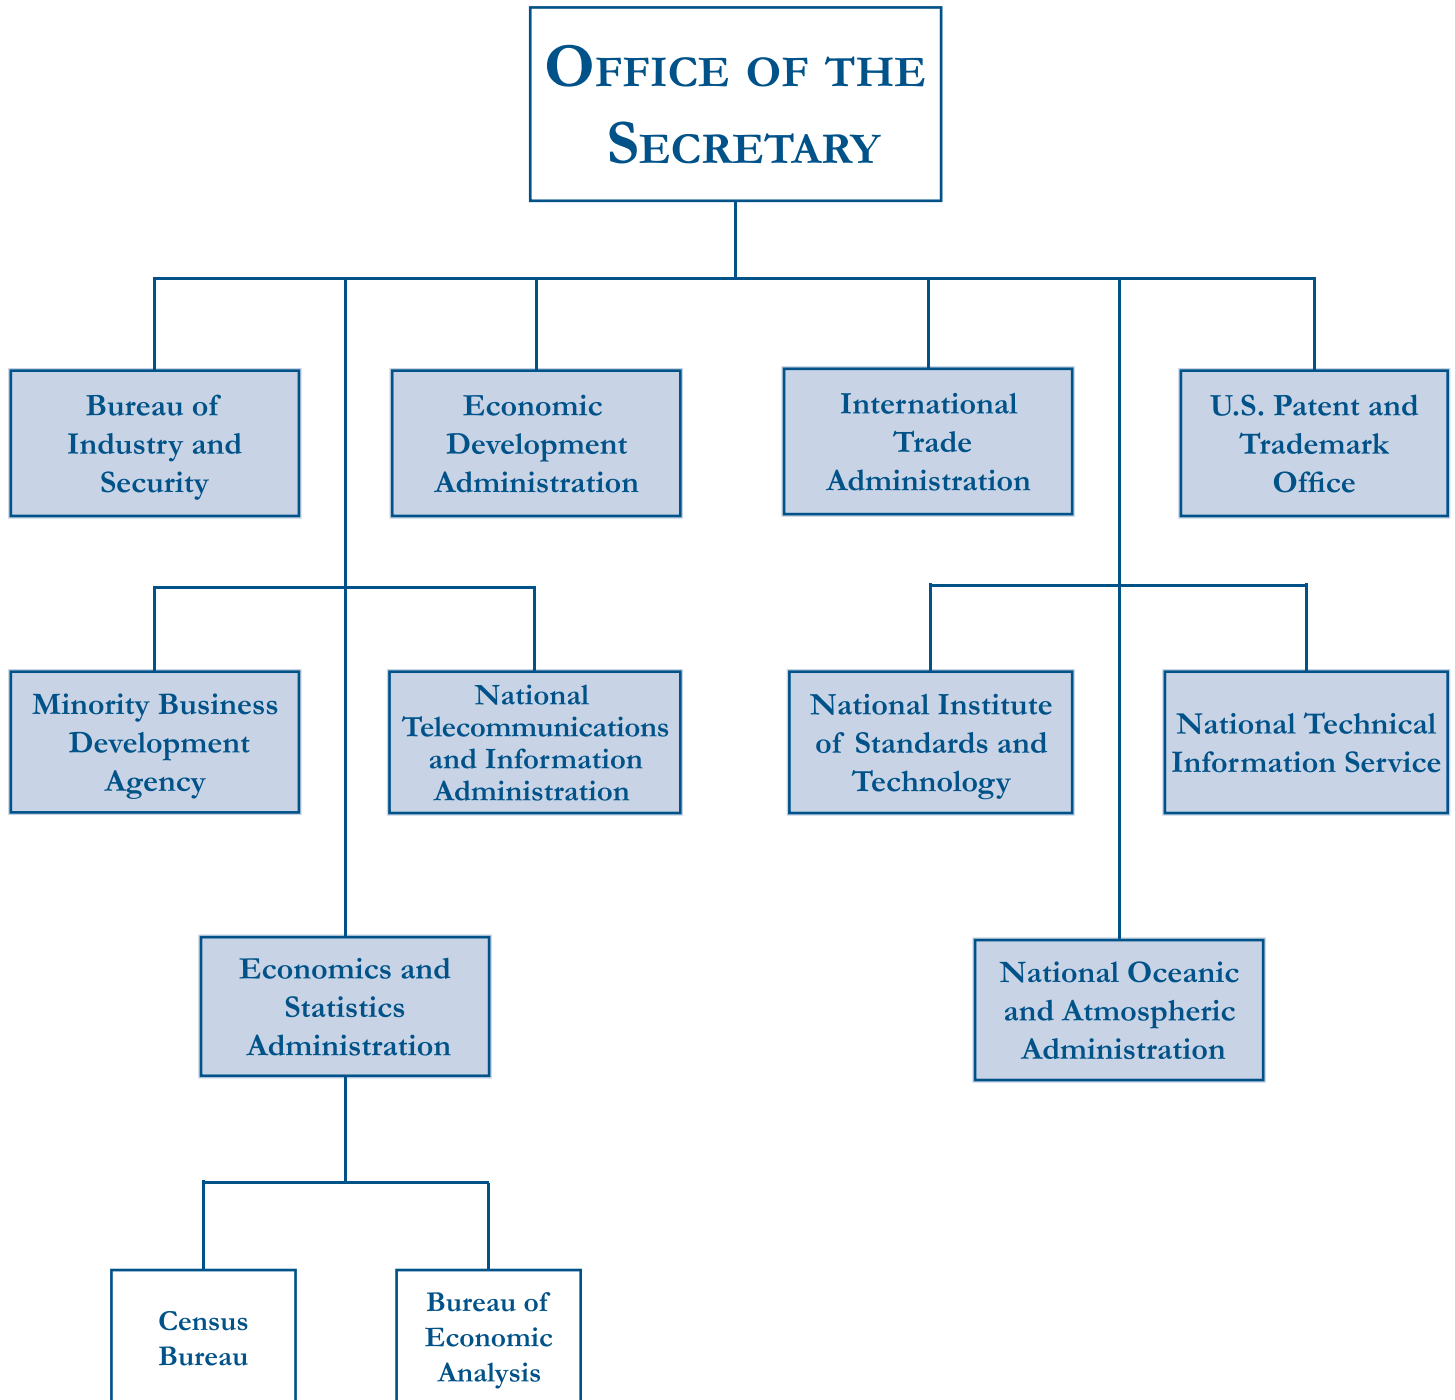 OFFICE OF THE
SECRETARY
Bureau of
Industry and
Security
Economic
Development
Administration
International
Trade
Administration
U.S. Patent and
Trademark
Office
Minority Business
Development
Agency
National
Telecommunications
and Information
Administration
National Institute
of Standards and
Technology
National Technical
Information Service
Economics and
Statistics
Administration
National Oceanic
and Atmospheric
Administration
Census
Bureau
Bureau of
Economic
Analysis